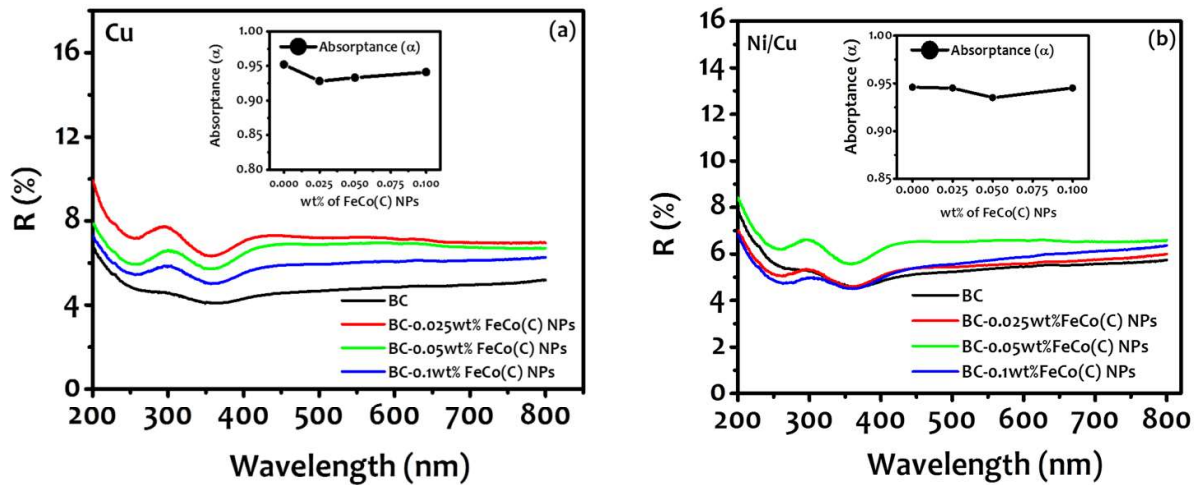 Cu
(a)
Absorptance (α)
1.00
0.95
0.90
0.85
0.80
Absorptance (α)
0.000 0.025 0.050 0.075 0.100
wt% of FeCo(C) NPs
R (%)
16
12
8
4
0
BC
BC-0.025wt% FeCo(C) NPs
BC-0.05wt% FeCo(C) NPs
BC-0.1wt% FeCo(C) NPs
200 300 400 500 600 700 800
Wavelength (nm)
Ni/Cu
(b)
Aborptance (α)
1.00
0.95
0.90
0.85
Absorptance (α)
0.000 0.025 0.050 0.075 0.100
wt% of FeCo(C) NPs
R (%)
16
14
12
10
8
6
4
2
0
BC
BC-0.025wt%FeCo(C) NPs
BC-0.05wt%FeCo(C) NPs
BC-0.1wt%FeCo(C) NPs
200 300 400 500 600 700 800
Wavelength (nm)